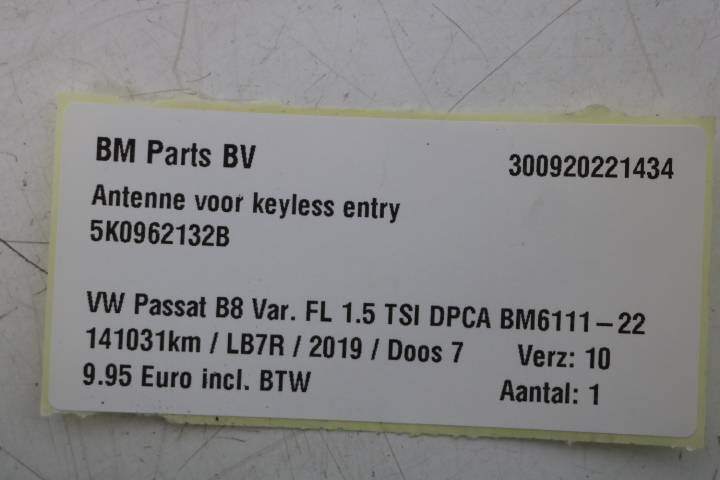 BM Parts BV 300920221434
Antenne voor keyless entry
5K0962132B
VW Passat B8 Var. FL 1.5 TSI DPCA BM6111-22
141031km / LB7R / 2019 / Doos 7 Verz: 10
9.95 Euro incl. BTW Aantal: 1